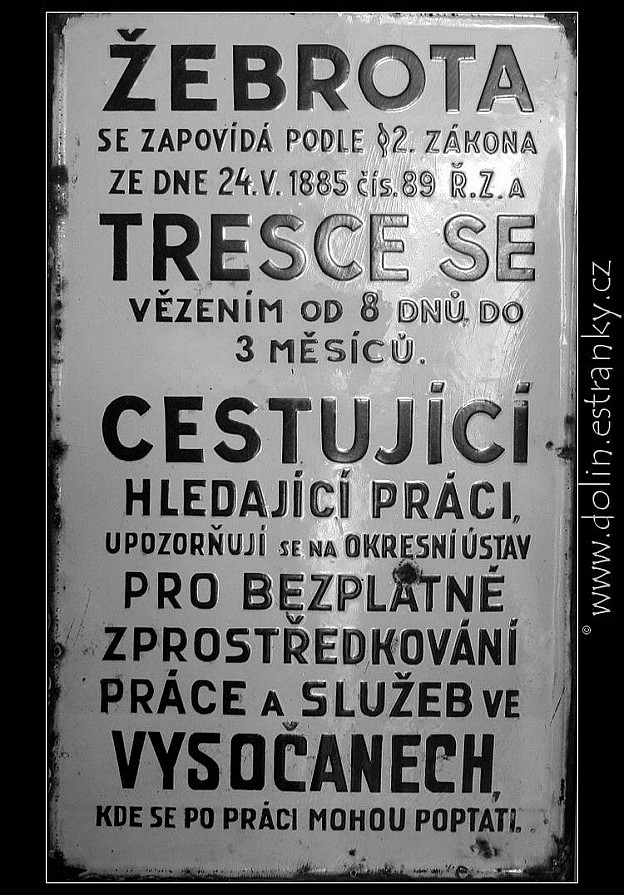 ŽEBROTA
SE ZAPOVÍDÁ PODLE §2. ZÁKONA
ZE DNE 24.V. 1885 čís.89 Ř.Z. A
TRESCE SE
VĚZENÍM OD 8 DNŮ DO
3 MĚSÍCŮ.
CESTUJÍCÍ
HLEDAJÍCÍ PRÁCI,
UPOZORŇUJÍ SE NA OKRESNÍ ÚSTAV
PRO BEZPLATNÉ
ZPROSTŘEDKOVÁNÍ
PRÁCE A SLUŽEB VE
VYSOČANECH,
KDE SE PO PRÁCI MOHOU POPTATI.
© www.dolin.estranky.cz